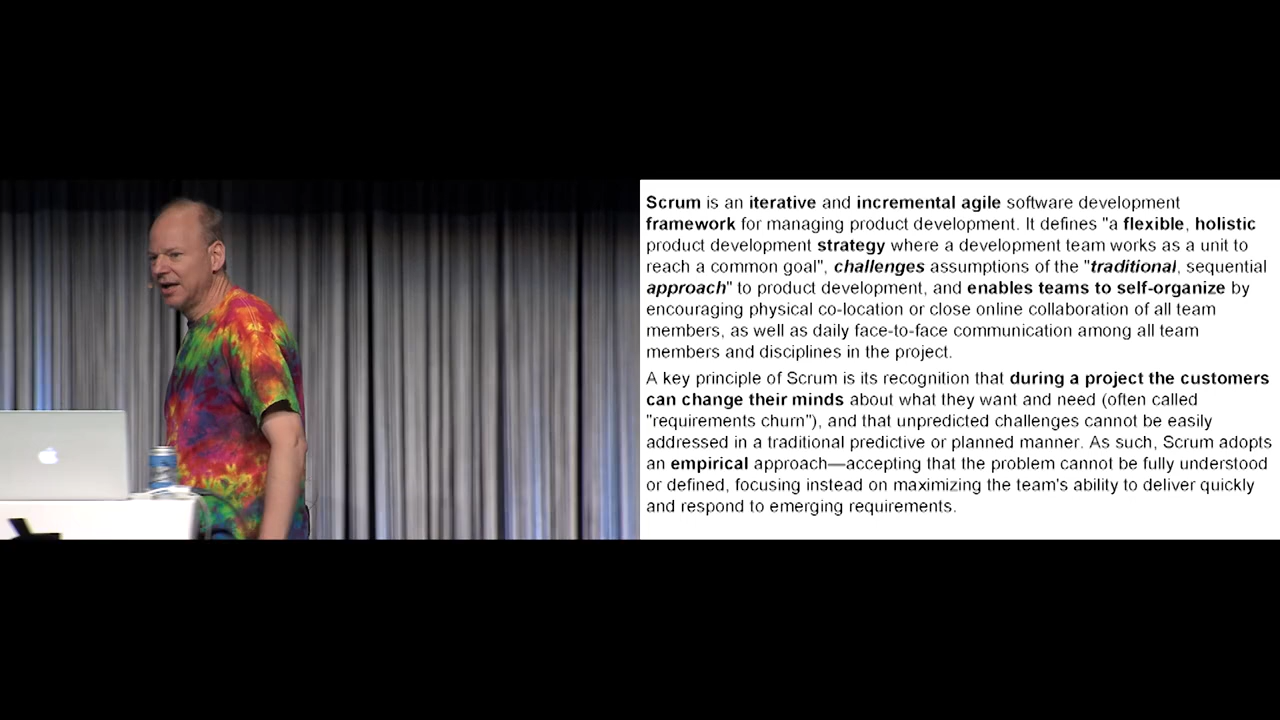 Scrum is an iterative and incremental agile software development
framework for managing product development. It defines "a flexible, holistic
product development strategy where a development team works as a unit to
reach a common goal", challenges assumptions of the "traditional, sequential
approach" to product development, and enables teams to self-organize by
encouraging physical co-location or close online collaboration of all team
members, as well as daily face-to-face communication among all team
members and disciplines in the project.
A key principle of Scrum is its recognition that during a project the customers
can change their minds about what they want and need (often called
"requirements churn"), and that unpredicted challenges cannot be easily
addressed in a traditional predictive or planned manner. As such, Scrum adopts
an empirical approach—accepting that the problem cannot be fully understood
or defined, focusing instead on maximizing the team's ability to deliver quickly
and respond to emerging requirements.